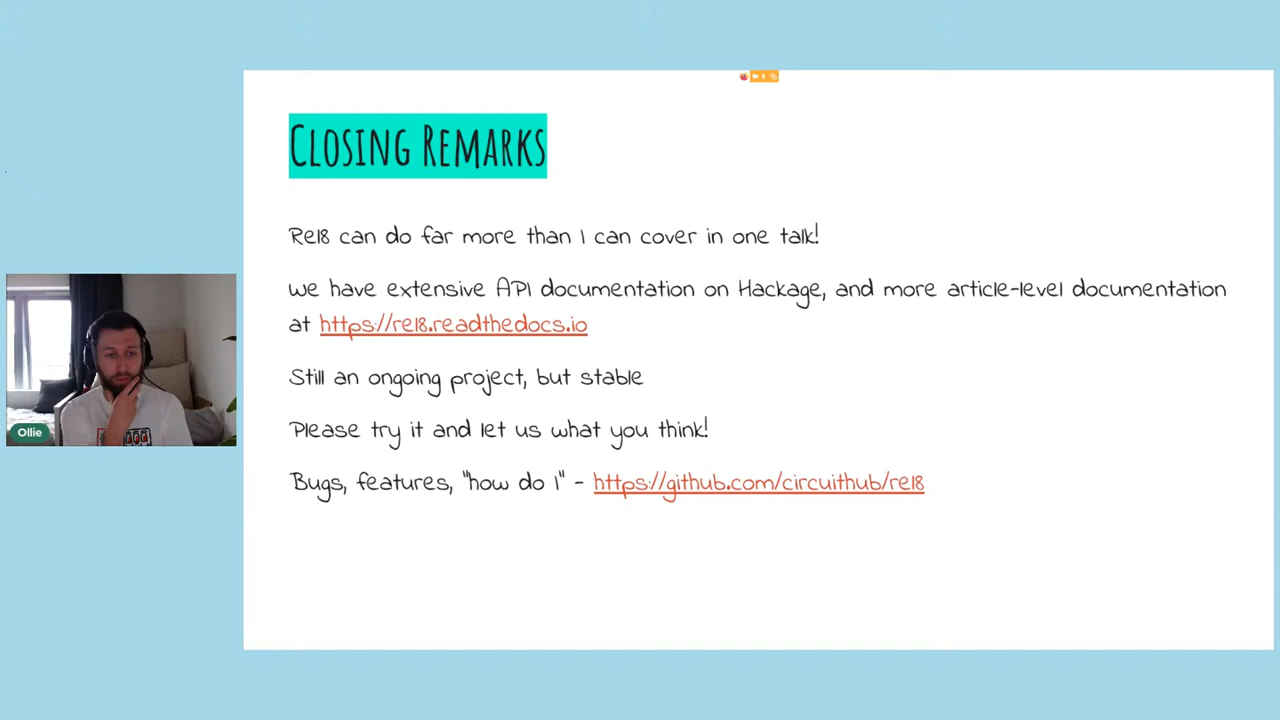 CLOSING REMARKS
Rel8 can do far more than I can cover in one talk!
We have extensive API documentation on Hackage, and more article-level documentation
at https://rel8.readthedocs.io
Still an ongoing project, but stable
Please try it and let us what you think!
Bugs, features, "how do I" - https://github.com/circuithub/rel8
Ollie